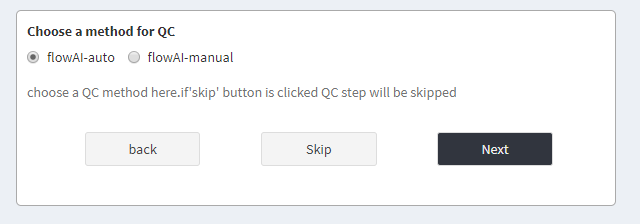 Choose a method for QC
flowAI-auto flowAI-manual
choose a QC method here.if'skip' button is clicked QC step will be skipped
back Skip Next